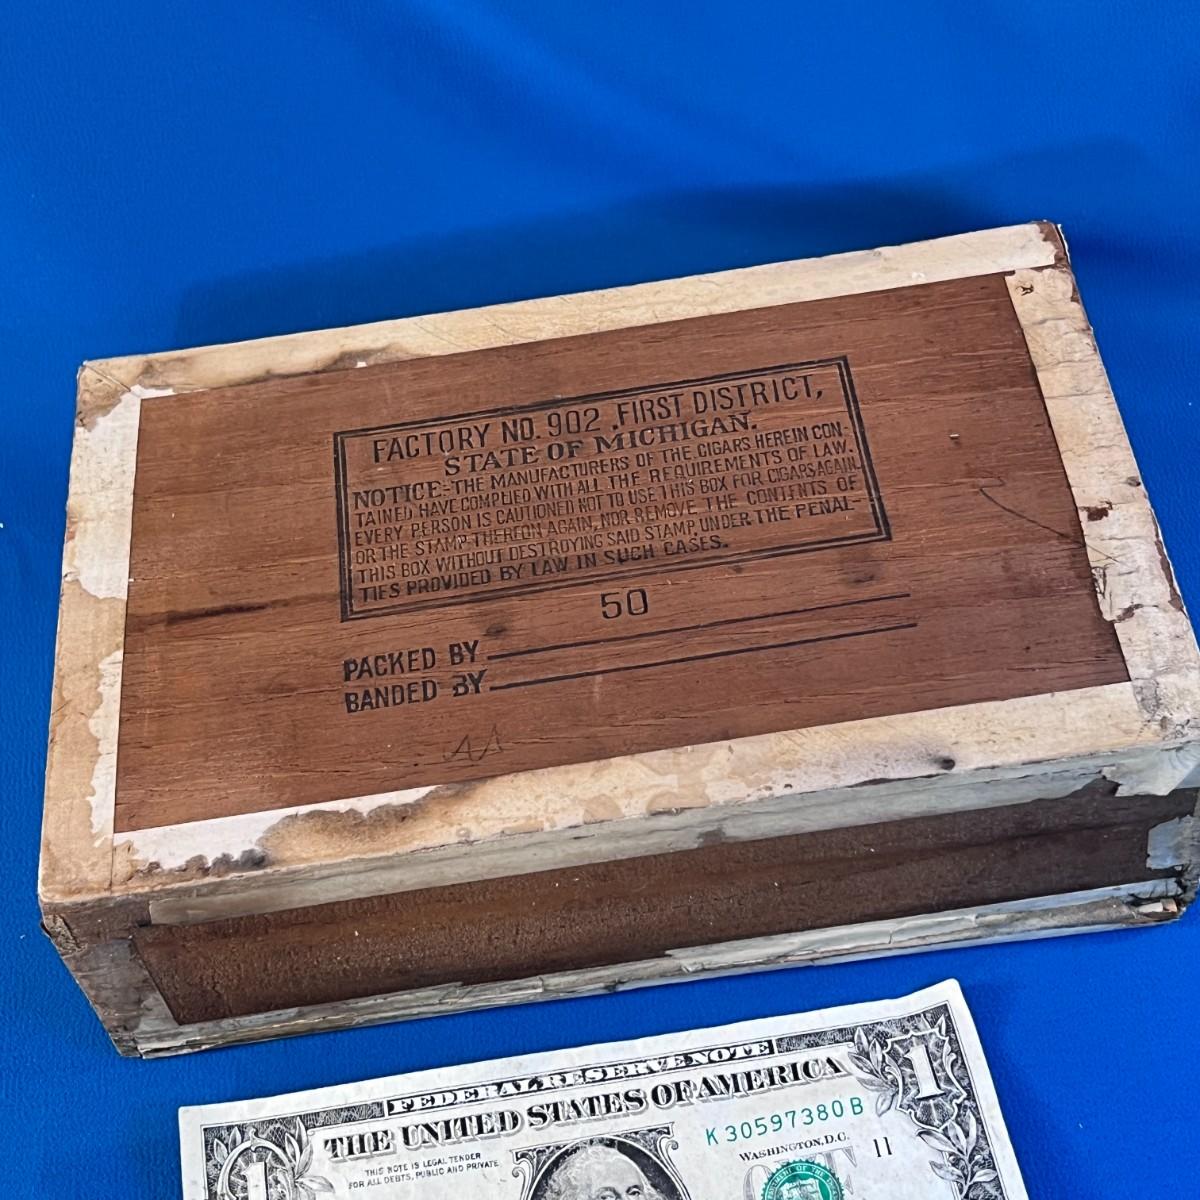 FACTORY NO. 902 , FIRST DISTRICT,
STATE OF MICHIGAN.
NOTICE:-THE MANUFACTURERS OF THE CIGARS HEREIN CON-
TAINED HAVE COMPLIED WITH ALL THE REQUIREMENTS OF LAW.
EVERY PERSON IS CAUTIONED NOT TO USE THIS BOX FOR CIGARS AGAIN,
OR THE STAMP THEREON AGAIN, NOR REMOVE THE CONTENTS OF
THIS BOX WITHOUT DESTROYING SAID STAMP, UNDER THE PENAL-
TIES PROVIDED BY LAW IN SUCH CASES.
50
PACKED BY
BANDED BY
FEDERAL RESERVE NOTE
THE UNITED STATES OF AMERICA
1
THIS NOTE IS LEGAL TENDER
FOR ALL DEBTS, PUBLIC AND PRIVATE
K 30597380 B
WASHINGTON, D.C.
11
1
ONE